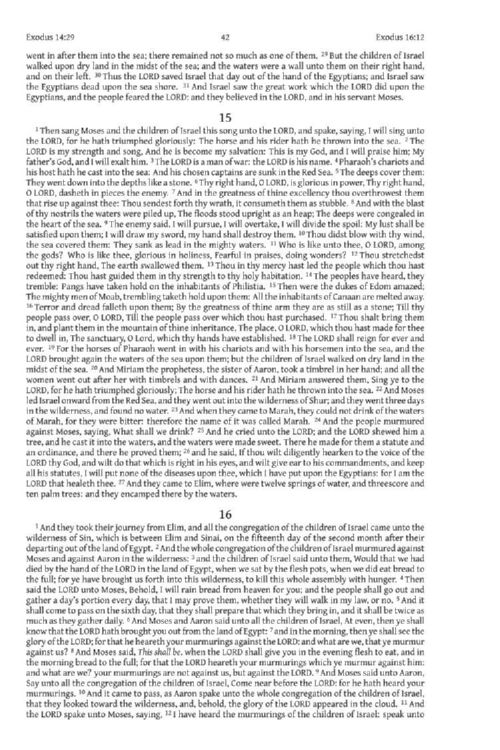 Exodus 14:29 42 Exodus 16:12
went in after them into the sea; there remained not so much as one of them. 29 But the children of Israel
walked upon dry land in the midst of the sea; and the waters were a wall unto them on their right hand,
and on their left. 30 Thus the LORD saved Israel that day out of the hand of the Egyptians; and Israel saw
the Egyptians dead upon the sea shore. 31 And Israel saw the great work which the LORD did upon the
Egyptians, and the people feared the LORD: and they believed in the LORD, and in his servant Moses.
15
1 Then sang Moses and the children of Israel this song unto the LORD, and spake, saying, I will sing unto
the LORD, for he hath triumphed gloriously: The horse and his rider hath he thrown into the sea. 2 The
LORD is my strength and song, And he is become my salvation: This is my God, and I will praise him; My
father's God, and I will exalt him. 3 The LORD is a man of war: the LORD is his name. 4 Pharaoh's chariots and
his host hath he cast into the sea: And his chosen captains are sunk in the Red Sea. 5 The deeps cover them:
They went down into the depths like a stone. 6 Thy right hand, O LORD, is glorious in power, Thy right hand,
O LORD, dasheth in pieces the enemy. 7 And in the greatness of thine excellency thou overthrowest them
that rise up against thee: Thou sendest forth thy wrath, it consumeth them as stubble. 8 And with the blast
of thy nostrils the waters were piled up, The floods stood upright as an heap; The deeps were congealed in
the heart of the sea. 9 The enemy said, I will pursue, I will overtake, I will divide the spoil: My lust shall be
satisfied upon them; I will draw my sword, my hand shall destroy them. 10 Thou didst blow with thy wind,
the sea covered them: They sank as lead in the mighty waters. 11 Who is like unto thee, O LORD, among
the gods? Who is like thee, glorious in holiness, Fearful in praises, doing wonders? 12 Thou stretchedst
out thy right hand, The earth swallowed them. 13 Thou in thy mercy hast led the people which thou hast
redeemed: Thou hast guided them in thy strength to thy holy habitation. 14 The peoples have heard, they
tremble: Pangs have taken hold on the inhabitants of Philistia. 15 Then were the dukes of Edom amazed;
The mighty men of Moab, trembling taketh hold upon them: All the inhabitants of Canaan are melted away.
16 Terror and dread falleth upon them; By the greatness of thine arm they are as still as a stone; Till thy
people pass over, O LORD, Till the people pass over which thou hast purchased. 17 Thou shalt bring them
in, and plant them in the mountain of thine inheritance, The place, O LORD, which thou hast made for thee
to dwell in, The sanctuary, O Lord, which thy hands have established. 18 The LORD shall reign for ever and
ever. 19 For the horses of Pharaoh went in with his chariots and with his horsemen into the sea, and the
LORD brought again the waters of the sea upon them; but the children of Israel walked on dry land in the
midst of the sea. 20 And Miriam the prophetess, the sister of Aaron, took a timbrel in her hand; and all the
women went out after her with timbrels and with dances. 21 And Miriam answered them, Sing ye to the
LORD, for he hath triumphed gloriously; The horse and his rider hath he thrown into the sea. 22 And Moses
led Israel onward from the Red Sea, and they went out into the wilderness of Shur; and they went three days
in the wilderness, and found no water. 23 And when they came to Marah, they could not drink of the waters
of Marah, for they were bitter: therefore the name of it was called Marah. 24 And the people murmured
against Moses, saying, What shall we drink? 25 And he cried unto the LORD; and the LORD shewed him a
tree, and he cast it into the waters, and the waters were made sweet. There he made for them a statute and
an ordinance, and there he proved them; 26 and he said, If thou wilt diligently hearken to the voice of the
LORD thy God, and wilt do that which is right in his eyes, and wilt give ear to his commandments, and keep
all his statutes, I will put none of the diseases upon thee, which I have put upon the Egyptians: for I am the
LORD that healeth thee. 27 And they came to Elim, where were twelve springs of water, and threescore and
ten palm trees: and they encamped there by the waters.
16
1 And they took their journey from Elim, and all the congregation of the children of Israel came unto the
wilderness of Sin, which is between Elim and Sinai, on the fifteenth day of the second month after their
departing out of the land of Egypt. 2 And the whole congregation of the children of Israel murmured against
Moses and against Aaron in the wilderness: 3 and the children of Israel said unto them, Would that we had
died by the hand of the LORD in the land of Egypt, when we sat by the flesh pots, when we did eat bread to
the full; for ye have brought us forth into this wilderness, to kill this whole assembly with hunger. 4 Then
said the LORD unto Moses, Behold, I will rain bread from heaven for you; and the people shall go out and
gather a day's portion every day, that I may prove them, whether they will walk in my law, or no. 5 And it
shall come to pass on the sixth day, that they shall prepare that which they bring in, and it shall be twice as
much as they gather daily. 6 And Moses and Aaron said unto all the children of Israel, At even, then ye shall
know that the LORD hath brought you out from the land of Egypt: 7 and in the morning, then ye shall see the
glory of the LORD; for that he heareth your murmurings against the LORD: and what are we, that ye murmur
against us? 8 And Moses said, This shall be, when the LORD shall give you in the evening flesh to eat, and in
the morning bread to the full; for that the LORD heareth your murmurings which ye murmur against him:
and what are we? your murmurings are not against us, but against the LORD. 9 And Moses said unto Aaron,
Say unto all the congregation of the children of Israel, Come near before the LORD: for he hath heard your
murmurings. 10 And it came to pass, as Aaron spake unto the whole congregation of the children of Israel,
that they looked toward the wilderness, and, behold, the glory of the LORD appeared in the cloud. 11 And
the LORD spake unto Moses, saying, 12 I have heard the murmurings of the children of Israel: speak unto